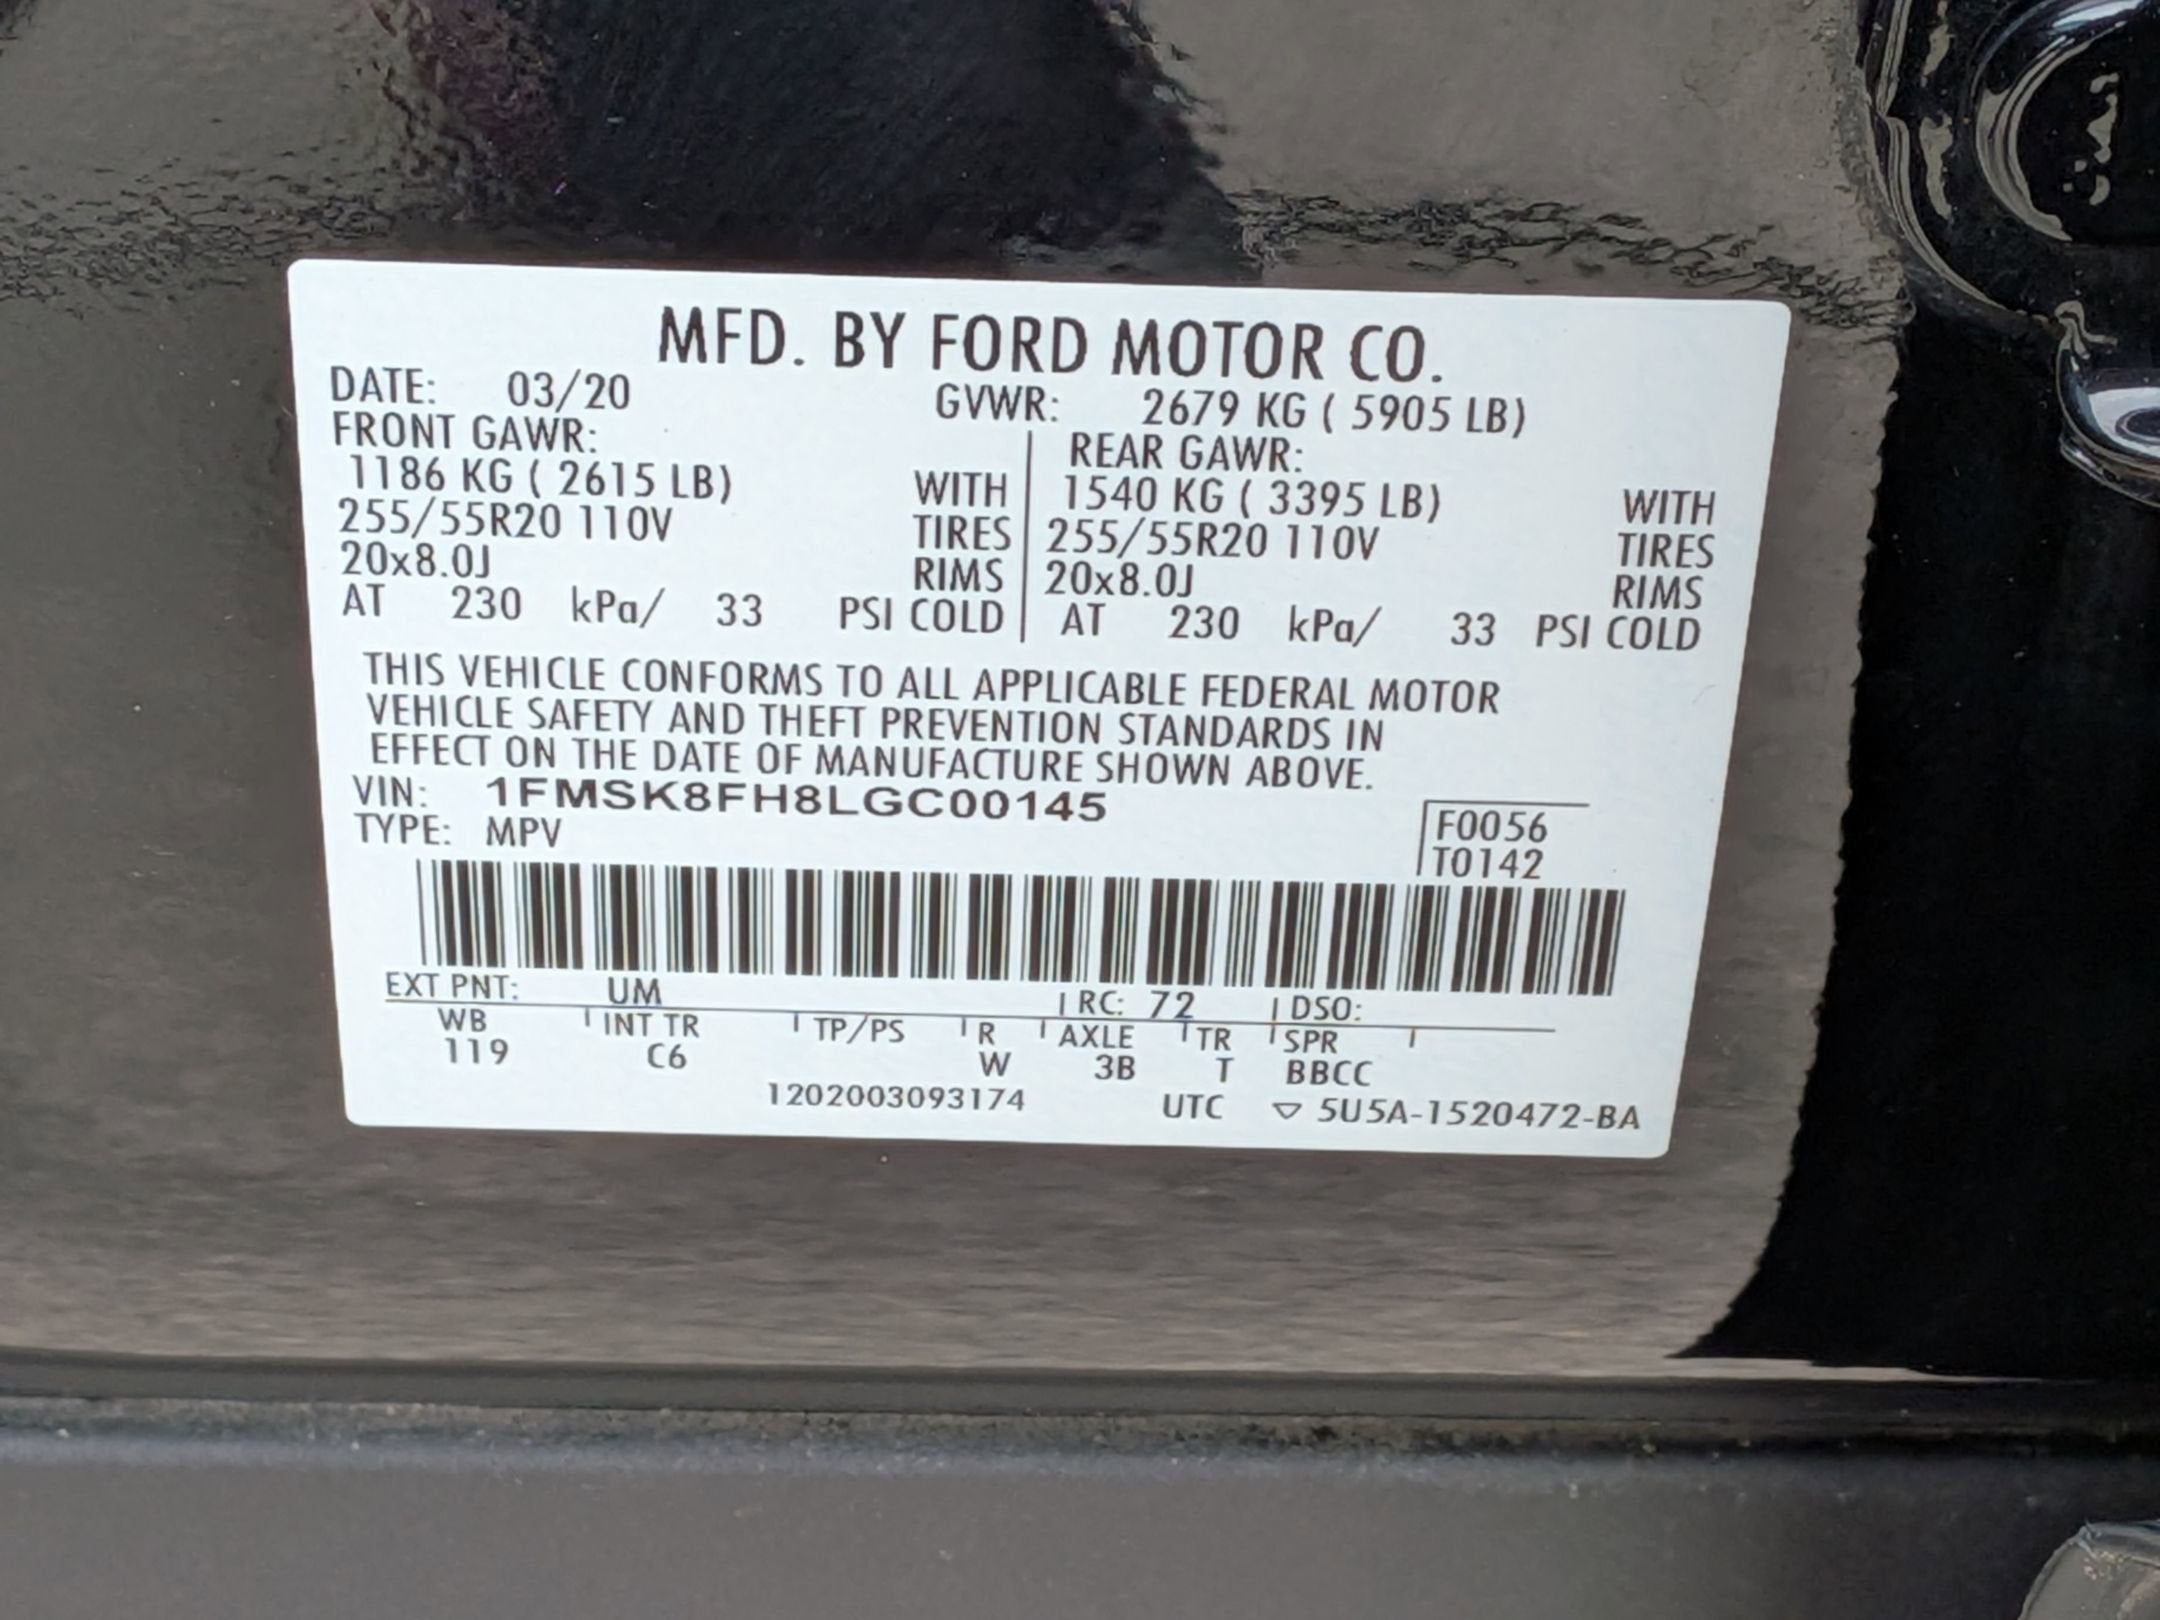 MFD. BY FORD MOTOR CO.
DATE: 03/20 GVWR: 2679 KG ( 5905 LB)
FRONT GAWR: REAR GAWR:
1186 KG ( 2615 LB) WITH 1540 KG ( 3395 LB) WITH
255/55R20 110V TIRES 255/55R20 110V TIRES
20x8.0J RIMS 20x8.0J RIMS
AT 230 kPa/ 33 PSI COLD AT 230 kPa/ 33 PSI COLD
THIS VEHICLE CONFORMS TO ALL APPLICABLE FEDERAL MOTOR
VEHICLE SAFETY AND THEFT PREVENTION STANDARDS IN
EFFECT ON THE DATE OF MANUFACTURE SHOWN ABOVE.
VIN: 1FMSK8FH8LGC00145
TYPE: MPV
F0056
T0142
EXT PNT: UM RC: 72 DSO:
WB INT TR TP/PS R AXLE TR SPR
119 C6 W 3B T BBCC
1202003093174 UTC ▽ 5U5A-1520472-BA